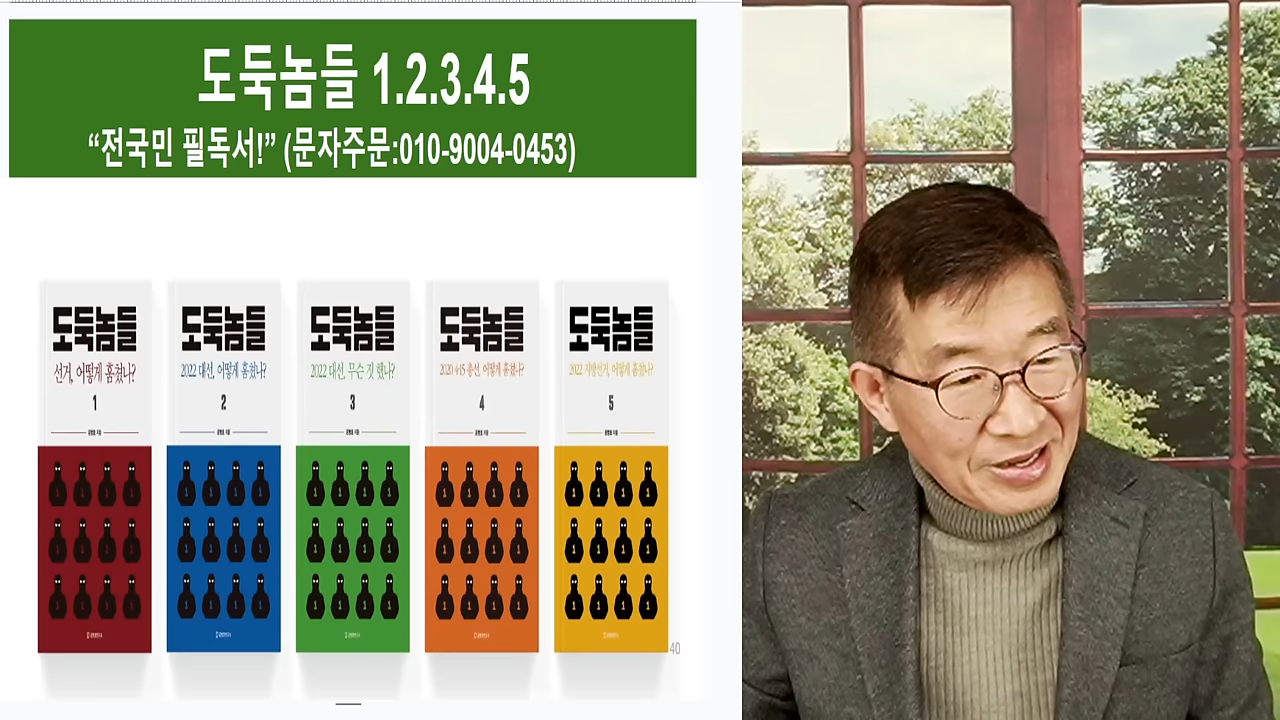 도둑놈들 1.2.3.4.5
“전국민 필독서!” (문자주문:010-9004-0453)
도둑놈들
선거, 어떻게 훔쳤나?
1
도둑놈들
2022 대선, 어떻게 훔쳤나?
2
도둑놈들
2022 대선, 무슨 짓 했나?
3
도둑놈들
2020 4·15 총선, 어떻게 훔쳤나?
4
도둑놈들
2022 지방선거, 어떻게 훔쳤나?
5
40